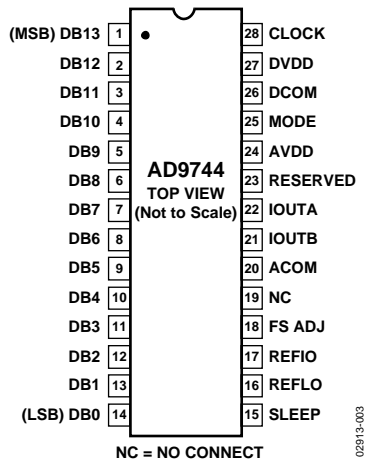 (MSB) DB13 1 28 CLOCK
DB12 2 27 DVDD
DB11 3 26 DCOM
DB10 4 25 MODE
DB9 5 24 AVDD
DB8 6 AD9744 23 RESERVED
TOP VIEW
DB7 7 (Not to Scale) 22 IOUTA
DB6 8 21 IOUTB
DB5 9 20 ACOM
DB4 10 19 NC
DB3 11 18 FS ADJ
DB2 12 17 REFIO
DB1 13 16 REFLO
(LSB) DB0 14 15 SLEEP
NC = NO CONNECT
02913-003